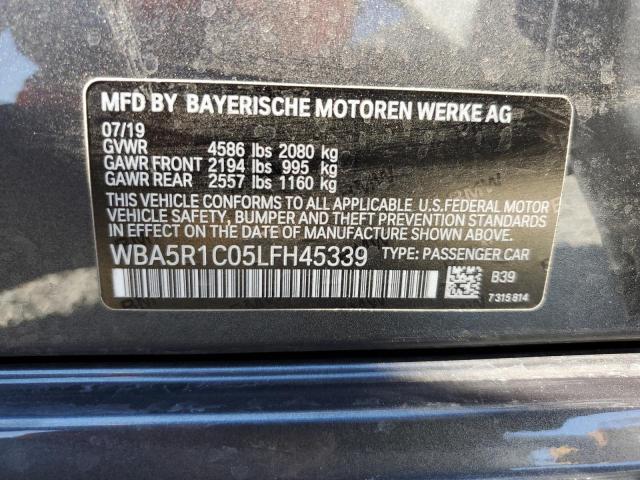 MFD BY BAYERISCHE MOTOREN WERKE AG
07/19
GVWR 4586 lbs 2080 kg
GAWR FRONT 2194 lbs 995 kg
GAWR REAR 2557 lbs 1160 kg
THIS VEHICLE CONFORMS TO ALL APPLICABLE U.S.FEDERAL MOTOR
VEHICLE SAFETY, BUMPER AND THEFT PREVENTION STANDARDS
IN EFFECT ON THE DATE OF MANUFACTURE SHOWN ABOVE.
WBA5R1C05LFH45339 TYPE: PASSENGER CAR
B39
7315814